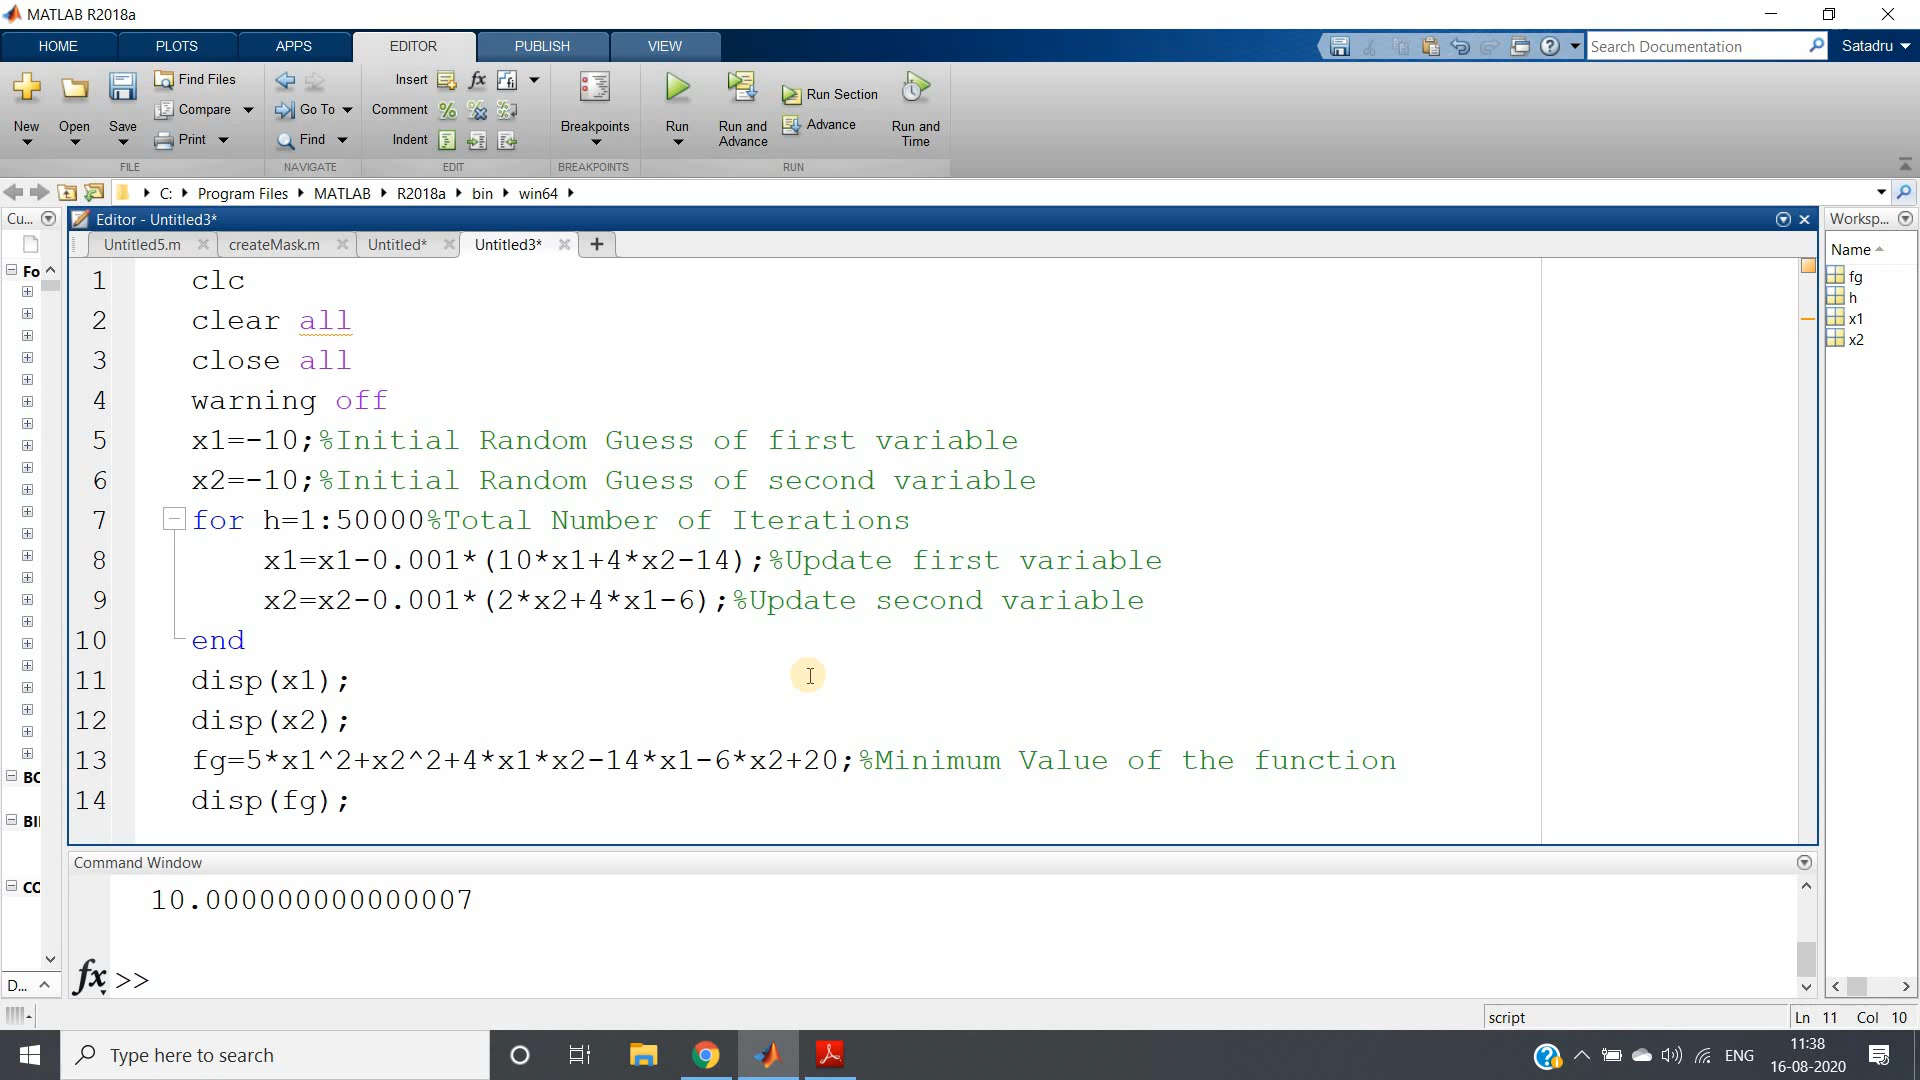 MATLAB R2018a
HOME PLOTS APPS EDITOR PUBLISH VIEW
Search Documentation
Satadru
New
Open
Save
Find Files
Compare
Print
FILE
Go To
Find
NAVIGATE
Insert
Comment
Indent
EDIT
Breakpoints
BREAKPOINTS
Run
Run and Advance
Run Section
Advance
Run and Time
RUN
C: Program Files MATLAB R2018a bin win64
Cu...
Editor - Untitled3*
Worksp...
Untitled5.m createMask.m Untitled* Untitled3*
Name
fg
h
x1
x2
Fo
BC
BI
CO
D...
1 clc
2 clear all
3 close all
4 warning off
5 x1=-10;%Initial Random Guess of first variable
6 x2=-10;%Initial Random Guess of second variable
7 for h=1:50000%Total Number of Iterations
8 x1=x1-0.001*(10*x1+4*x2-14);%Update first variable
9 x2=x2-0.001*(2*x2+4*x1-6);%Update second variable
10 end
11 disp(x1);
12 disp(x2);
13 fg=5*x1^2+x2^2+4*x1*x2-14*x1-6*x2+20;%Minimum Value of the function
14 disp(fg);
Command Window
10.000000000000007
fx >>
script
Ln 11 Col 10
Type here to search
ENG
11:38
16-08-2020